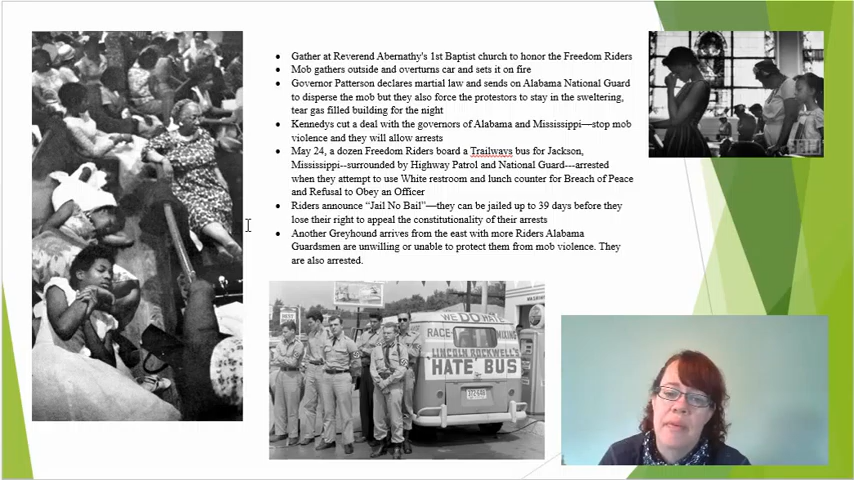 Gather at Reverend Abernathy's 1st Baptist church to honor the Freedom Riders
Mob gathers outside and overturns car and sets it on fire
Governor Patterson declares martial law and sends on Alabama National Guard
to disperse the mob but they also force the protestors to stay in the sweltering,
tear gas filled building for the night
Kennedys cut a deal with the governors of Alabama and Mississippi—stop mob
violence and they will allow arrests
May 24, a dozen Freedom Riders board a Trailways bus for Jackson,
Mississippi--surrounded by Highway Patrol and National Guard---arrested
when they attempt to use White restroom and lunch counter for Breach of Peace
and Refusal to Obey an Officer
Riders announce “Jail No Bail”—they can be jailed up to 39 days before they
lose their right to appeal the constitutionality of their arrests
Another Greyhound arrives from the east with more Riders Alabama
Guardsmen are unwilling or unable to protect them from mob violence. They
are also arrested.
WE DO HATE
RACE MIXING
LINCOLN ROCKWELL'S
HATE BUS